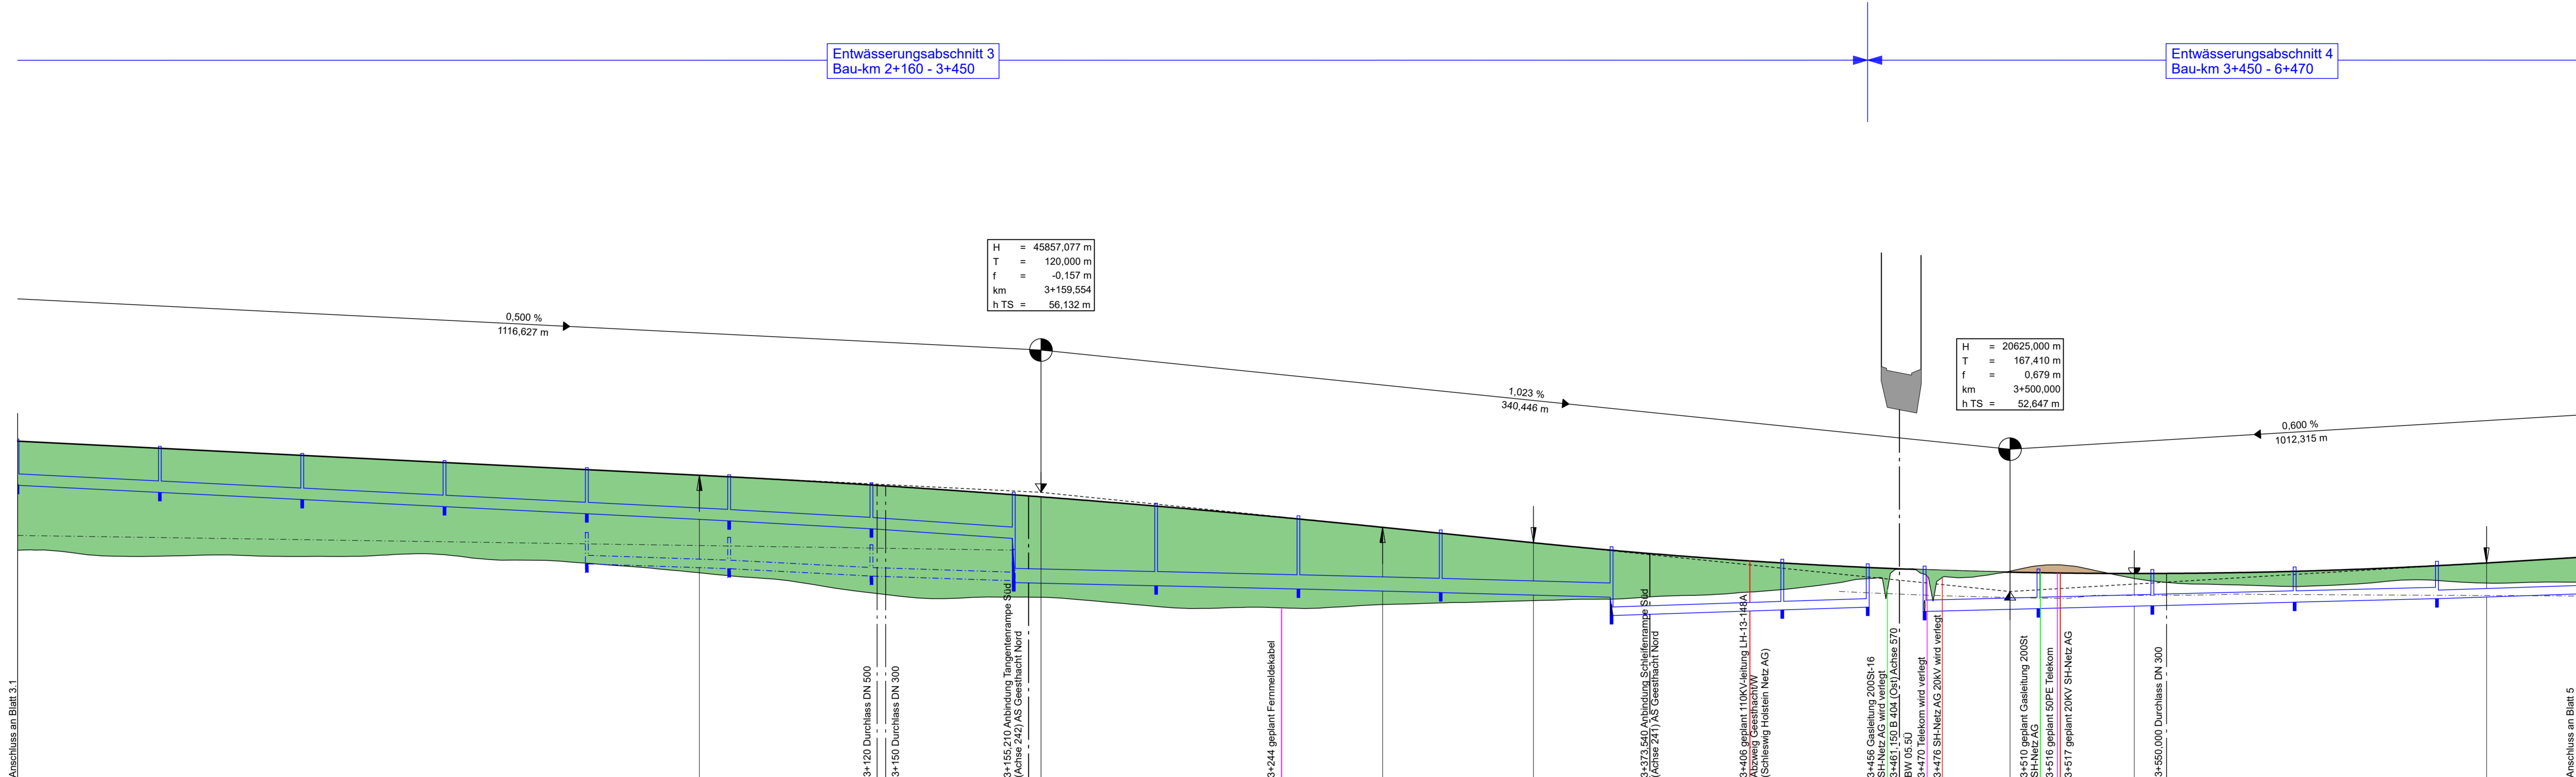 Entwässerungsabschnitt 3
Bau-km 2+160 - 3+450
Entwässerungsabschnitt 4
Bau-km 3+450 - 6+470
H = 45857,077 m
T = 120,000 m
f = -0,157 m
km 3+159,554
h TS = 56,132 m
0,500 %
1116,627 m
H = 20625,000 m
T = 167,410 m
f = 0,679 m
km 3+500,000
h TS = 52,647 m
1,023 %
340,446 m
0,600 %
1012,315 m
Anschluss an Blatt 3.1
3+120 Durchlass DN 500
3+150 Durchlass DN 300
3+155,210 Anbindung Tangentenrampe Süd
(Achse 242) AS Geesthacht Nord
3+244 geplant Fernmeldekabel
3+373,540 Anbindung Schleifenrampe Süd
(Achse 241) AS Geesthacht Nord
3+406 geplant 110KV-leitung LH-13-148A
Abzweig Geesthacht/W
(Schleswig Holstein Netz AG)
3+456 Gasleitung 200St-16
SH-Netz AG wird verlegt
3+461,150 B 404 (Ost) Achse 570
BW 05.5Ü
3+470 Telekom wird verlegt
3+476 SH-Netz AG 20kV wird verlegt
3+510 geplant Gasleitung 200St
SH-Netz AG
3+516 geplant 50PE Telekom
3+517 geplant 20KV SH-Netz AG
3+550,000 Durchlass DN 300
Anschluss an Blatt 5